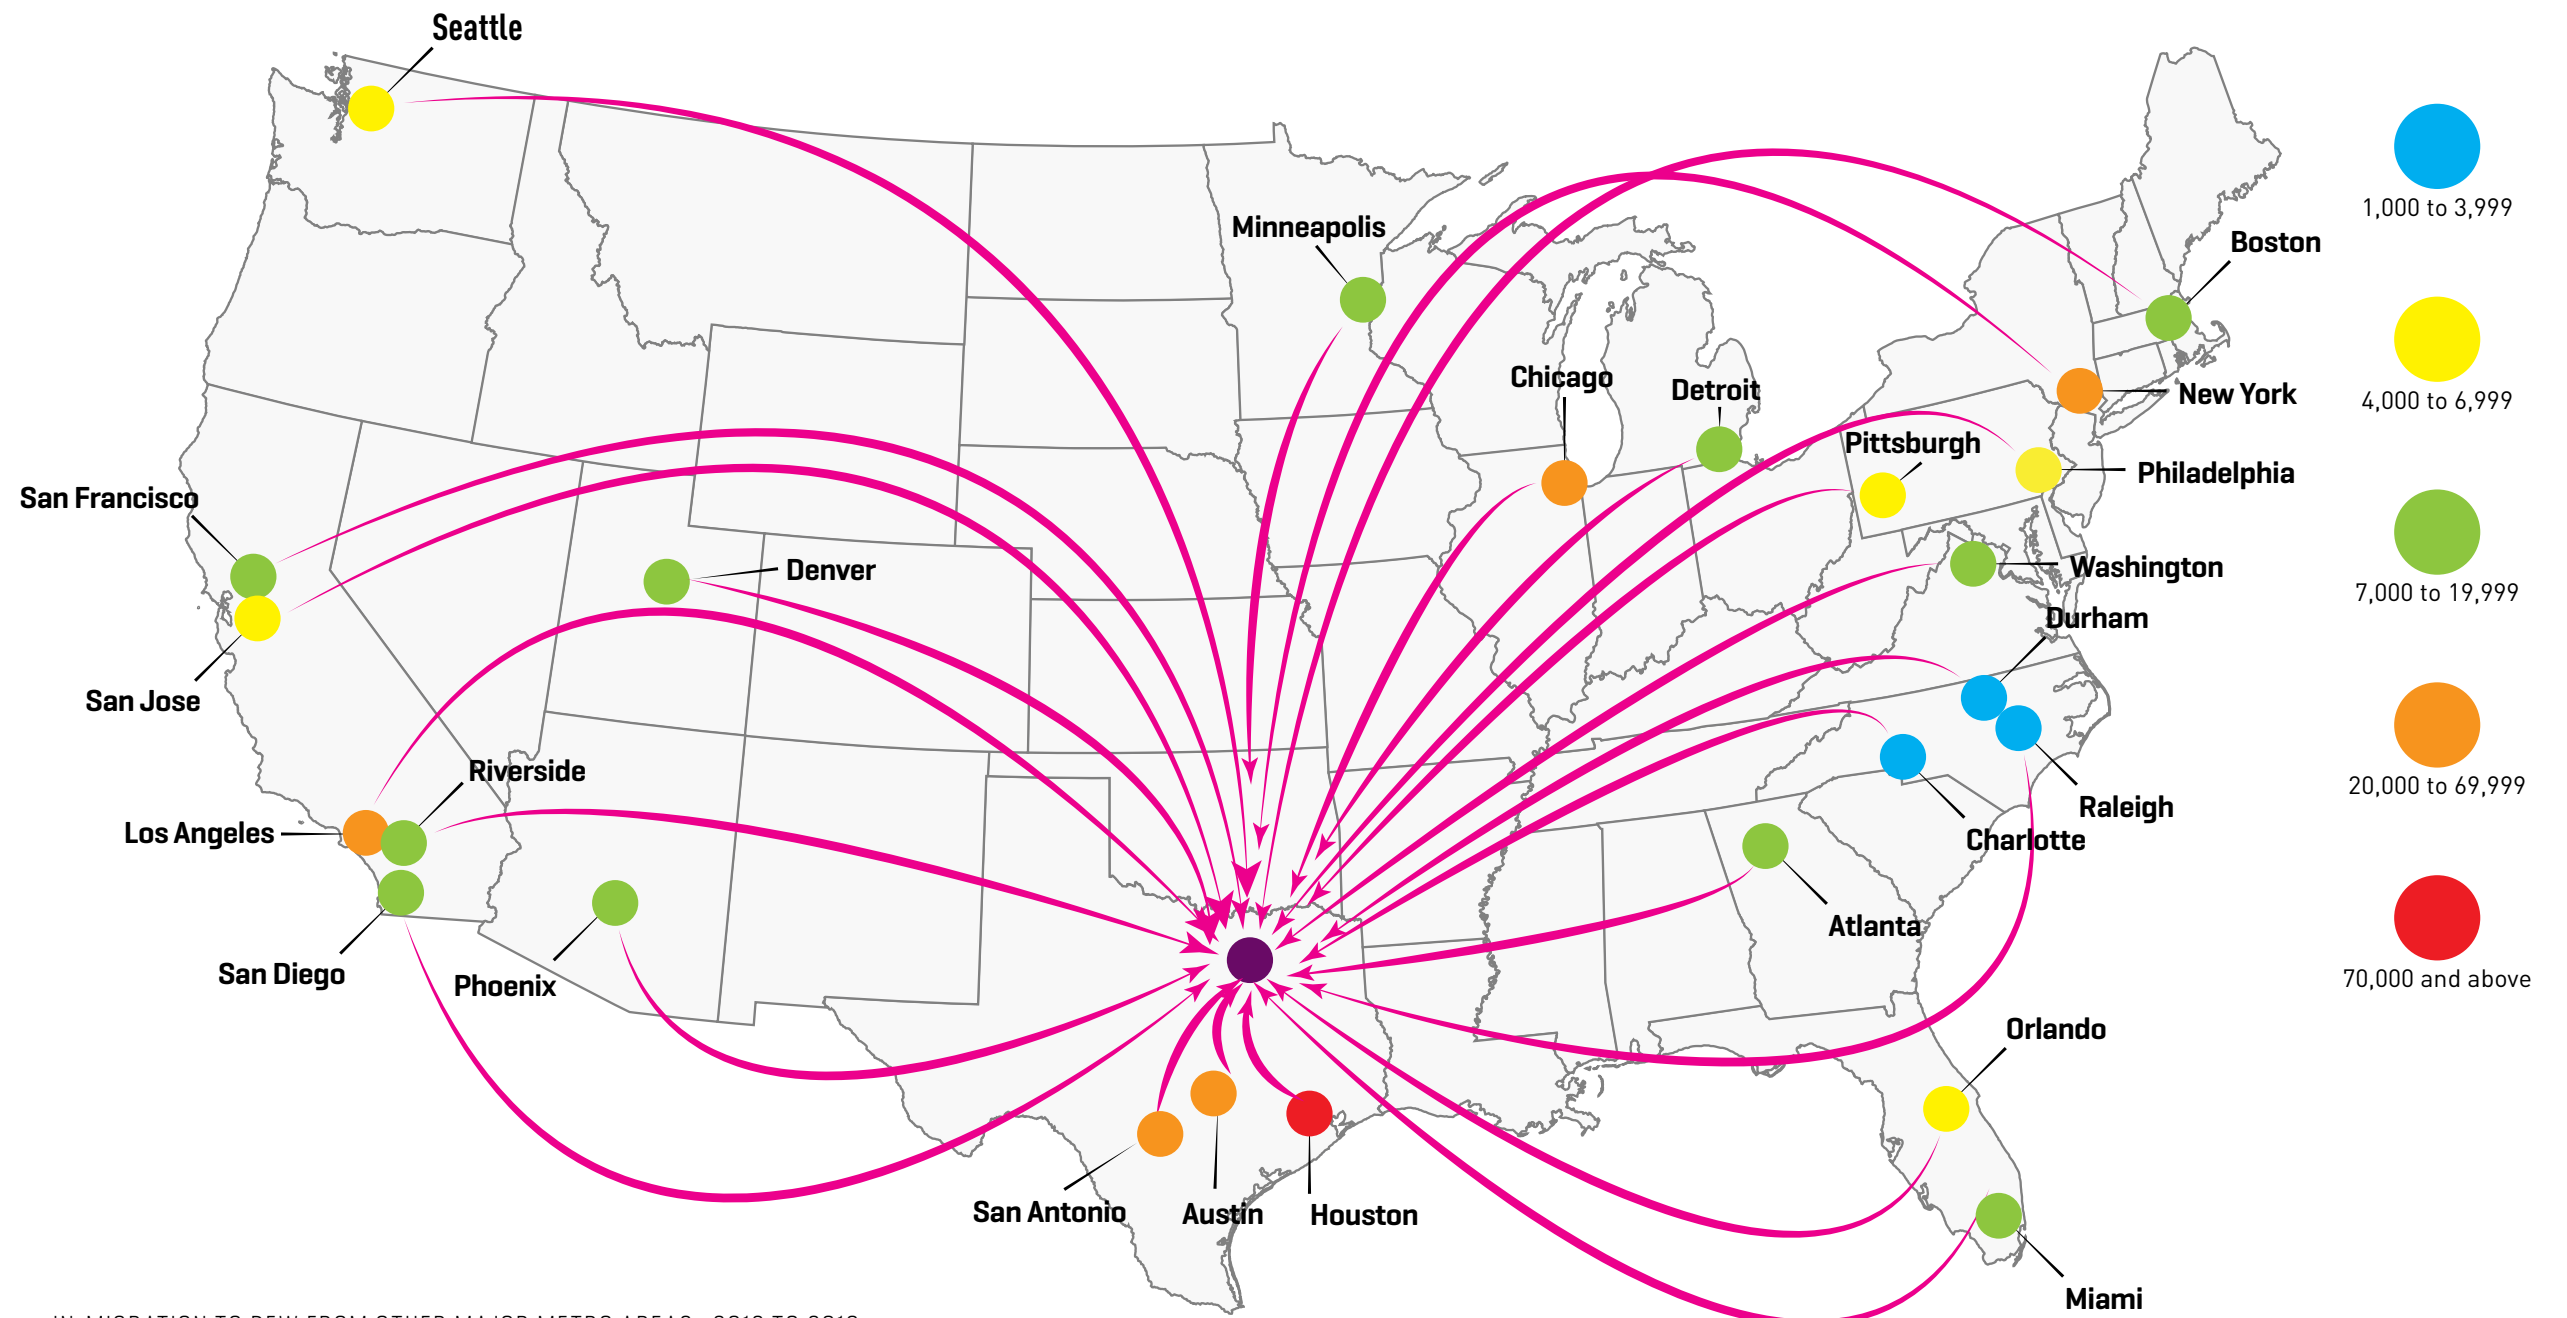 Seattle
Minneapolis
Boston
Chicago
Detroit
New York
Pittsburgh
Philadelphia
San Francisco
Denver
Washington
Durham
San Jose
Riverside
Los Angeles
Raleigh
Charlotte
Atlanta
San Diego
Phoenix
Orlando
San Antonio
Austin
Houston
Miami
1,000 to 3,999
4,000 to 6,999
7,000 to 19,999
20,000 to 69,999
70,000 and above